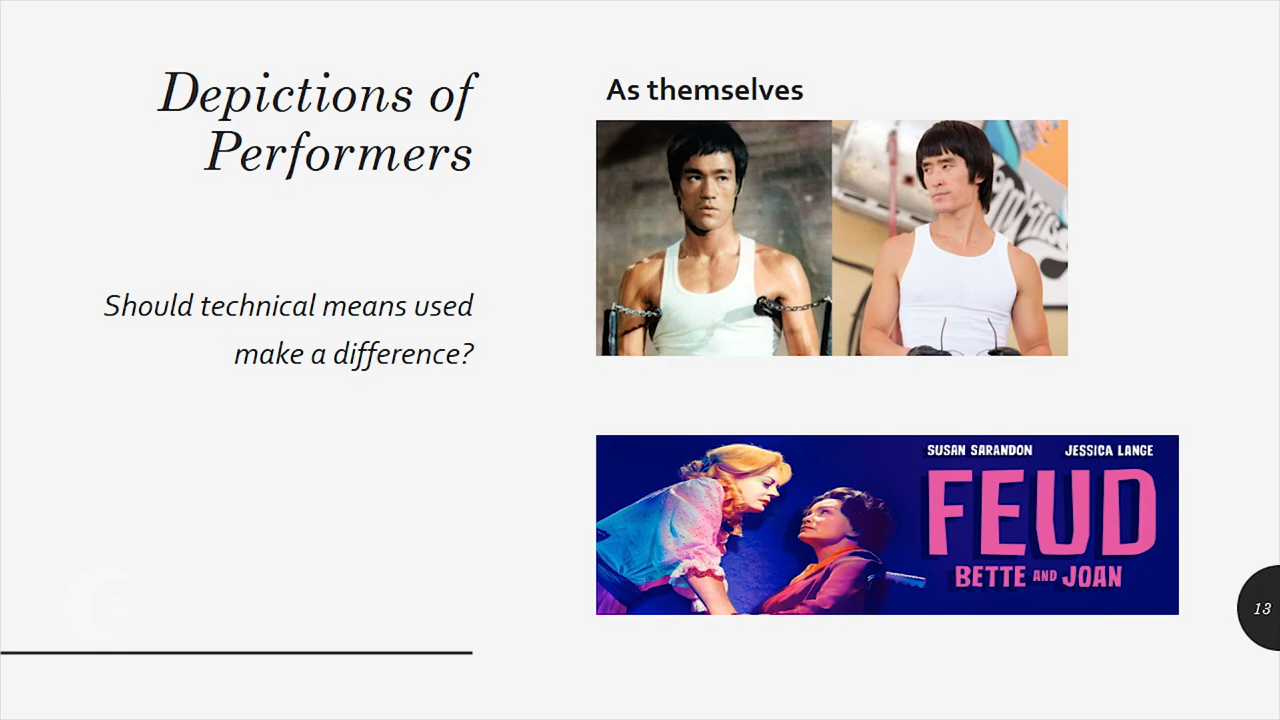 Depictions of
Performers
Should technical means used
make a difference?
As themselves
SUSAN SARANDON JESSICA LANGE
FEUD
BETTE AND JOAN
13